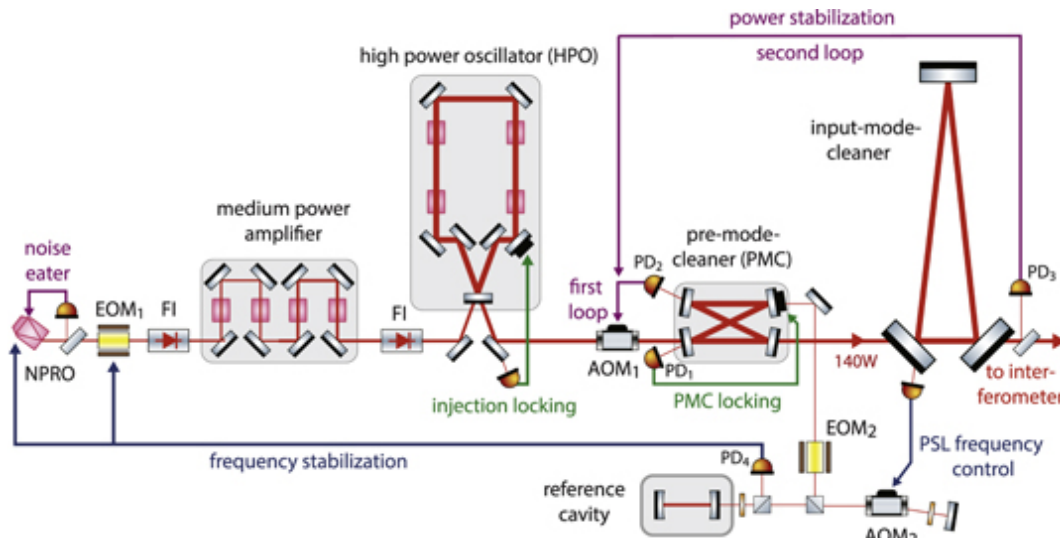 power stabilization
second loop
high power oscillator (HPO)
input-mode-
cleaner
medium power
amplifier
pre-mode-
cleaner (PMC)
noise
eater
PD2
PD3
first
loop
EOM1
FI
FI
NPRO
AOM1
PD1
140W
to inter-
ferometer
injection locking
PMC locking
EOM2
frequency stabilization
PD4
PSL frequency
control
reference
cavity